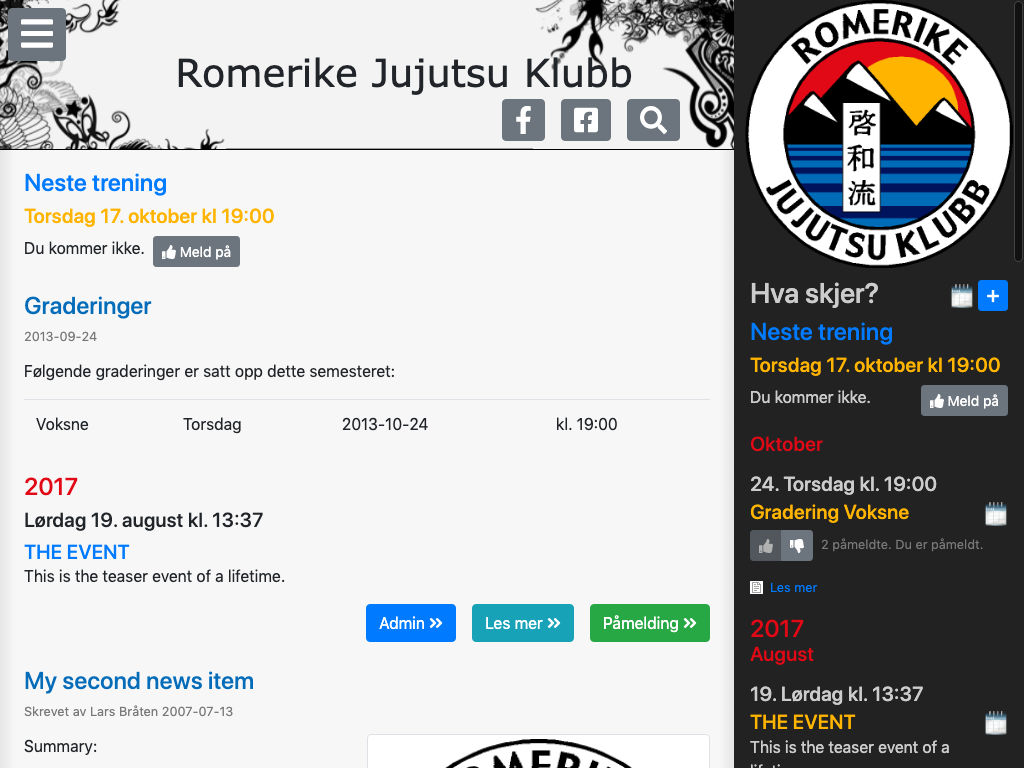 Romerike Jujutsu Klubb
Neste trening
Torsdag 17. oktober kl 19:00
Du kommer ikke. Meld på
Graderinger
2013-09-24
Følgende graderinger er satt opp dette semesteret:
Voksne Torsdag 2013-10-24 kl. 19:00
2017
Lørdag 19. august kl. 13:37
THE EVENT
This is the teaser event of a lifetime.
Admin » Les mer » Påmelding »
My second news item
Skrevet av Lars Bråten 2007-07-13
Summary:
ROMERIKE
ROMERIKE
啓和流
JUJUTSU KLUBB
Hva skjer?
Neste trening
Torsdag 17. oktober kl 19:00
Du kommer ikke. Meld på
Oktober
24. Torsdag kl. 19:00
Gradering Voksne
2 påmeldte. Du er påmeldt.
Les mer
2017
August
19. Lørdag kl. 13:37
THE EVENT
This is the teaser event of a